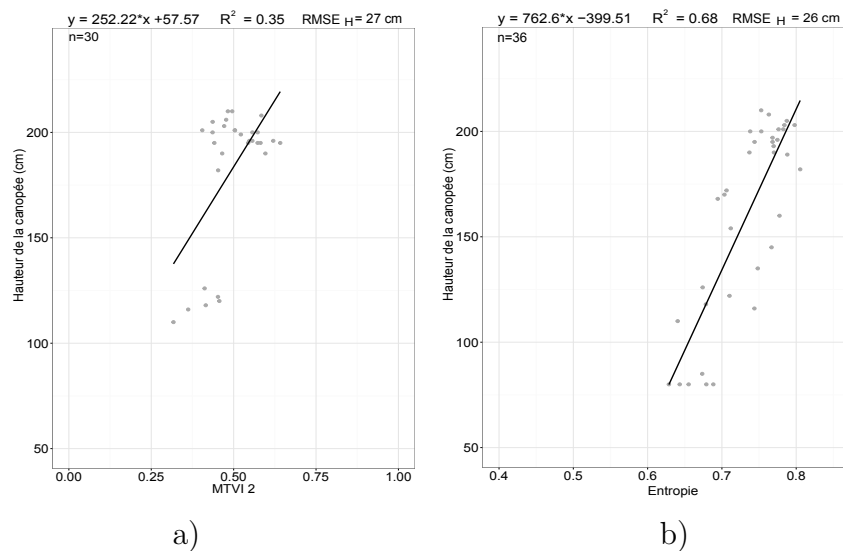 y = 252.22*x +57.57 R² = 0.35 RMSE H = 27 cm
n=30
Hauteur de la canopée (cm)
200
150
100
50
0.00 0.25 0.50 0.75 1.00
MTVI 2
a)
y = 762.6*x −399.51 R² = 0.68 RMSE H = 26 cm
n=36
Hauteur de la canopée (cm)
200
150
100
50
0.4 0.5 0.6 0.7 0.8
Entropie
b)